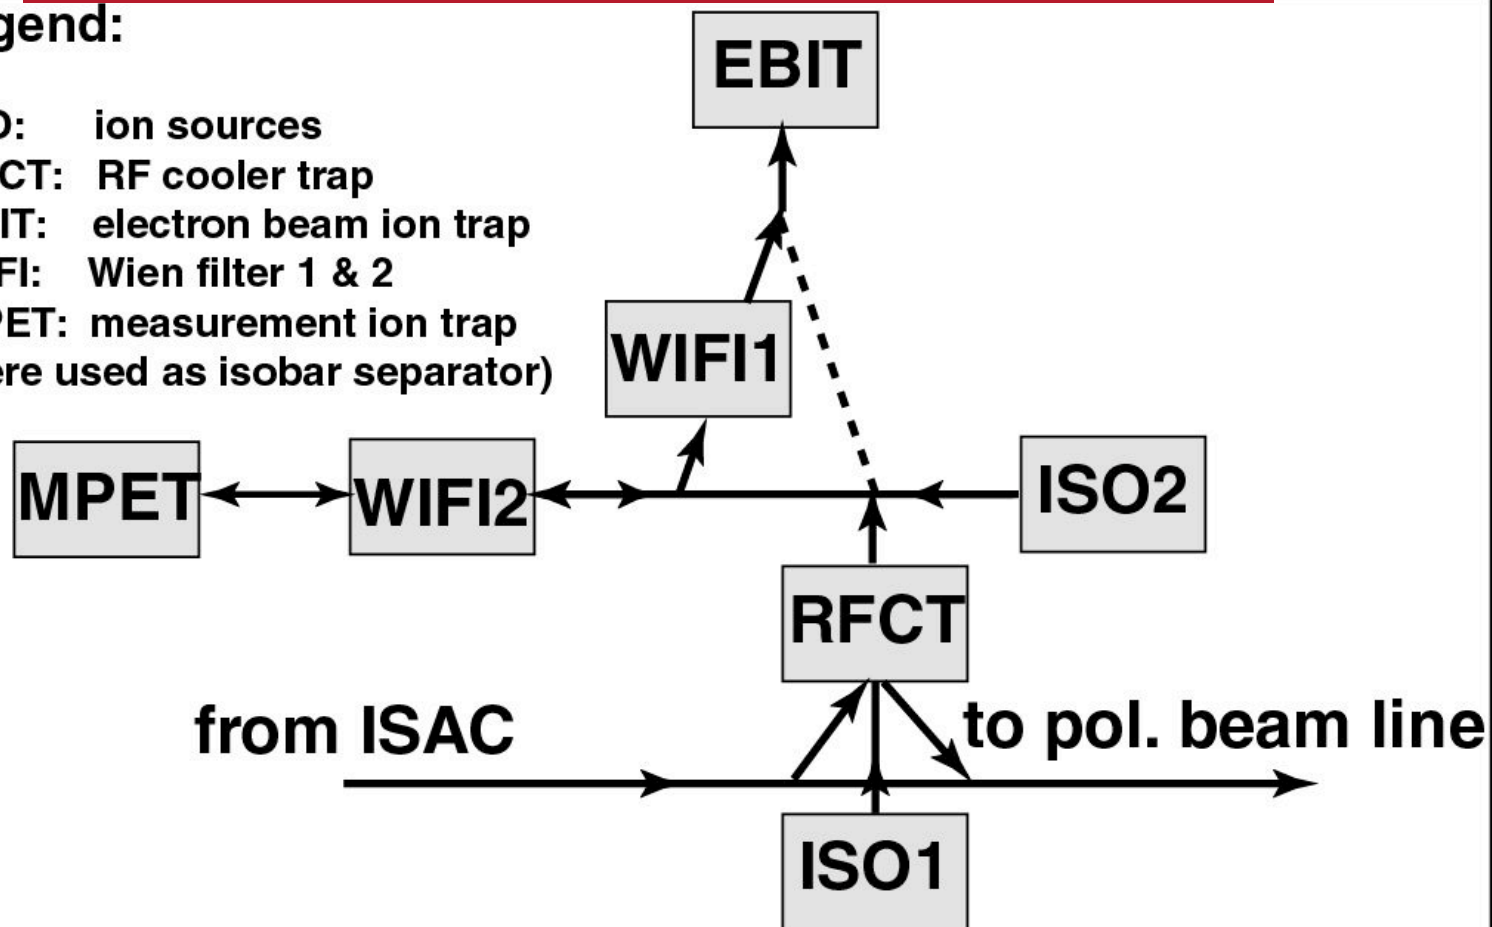 gend:
EBIT
O: ion sources
CT: RF cooler trap
IT: electron beam ion trap
FI: Wien filter 1 & 2
PET: measurement ion trap
ere used as isobar separator)
WIFI1
MPET
WIFI2
ISO2
RFCT
from ISAC
to pol. beam line
ISO1